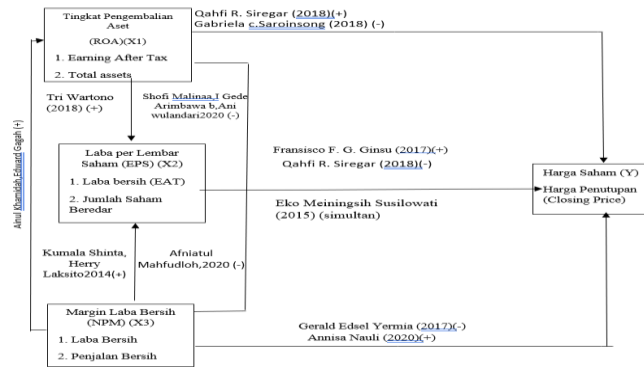 Tingkat Pengembalian
Aset
(ROA)(X1)
1. Earning After Tax
2. Total assets
Qahfi R. Siregar (2018)(+)
Gabriela c.Saroinsong (2018) (-)
Tri Wartono
(2018) (+)
Shofi Malinaa,I Gede
Arimbawa b,Ani
wulandari2020 (-)
Ainul Khamidah,Edward Gagah (+)
Laba per Lembar
Saham (EPS) (X2)
1. Laba bersih (EAT)
2. Jumlah Saham
Beredar
Fransisco F. G. Ginsu (2017)(+)
Qahfi R. Siregar (2018)(-)
Eko Meiningsih Susilowati
(2015) (simultan)
Harga Saham (Y)
Harga Penutupan
(Closing Price)
Kumala Shinta,
Herry
Laksito2014(+)
Afniatul
Mahfudloh,2020 (-)
Margin Laba Bersih
(NPM) (X3)
1. Laba Bersih
2. Penjalan Bersih
Gerald Edsel Yermia (2017)(-)
Annisa Nauli (2020)(+)